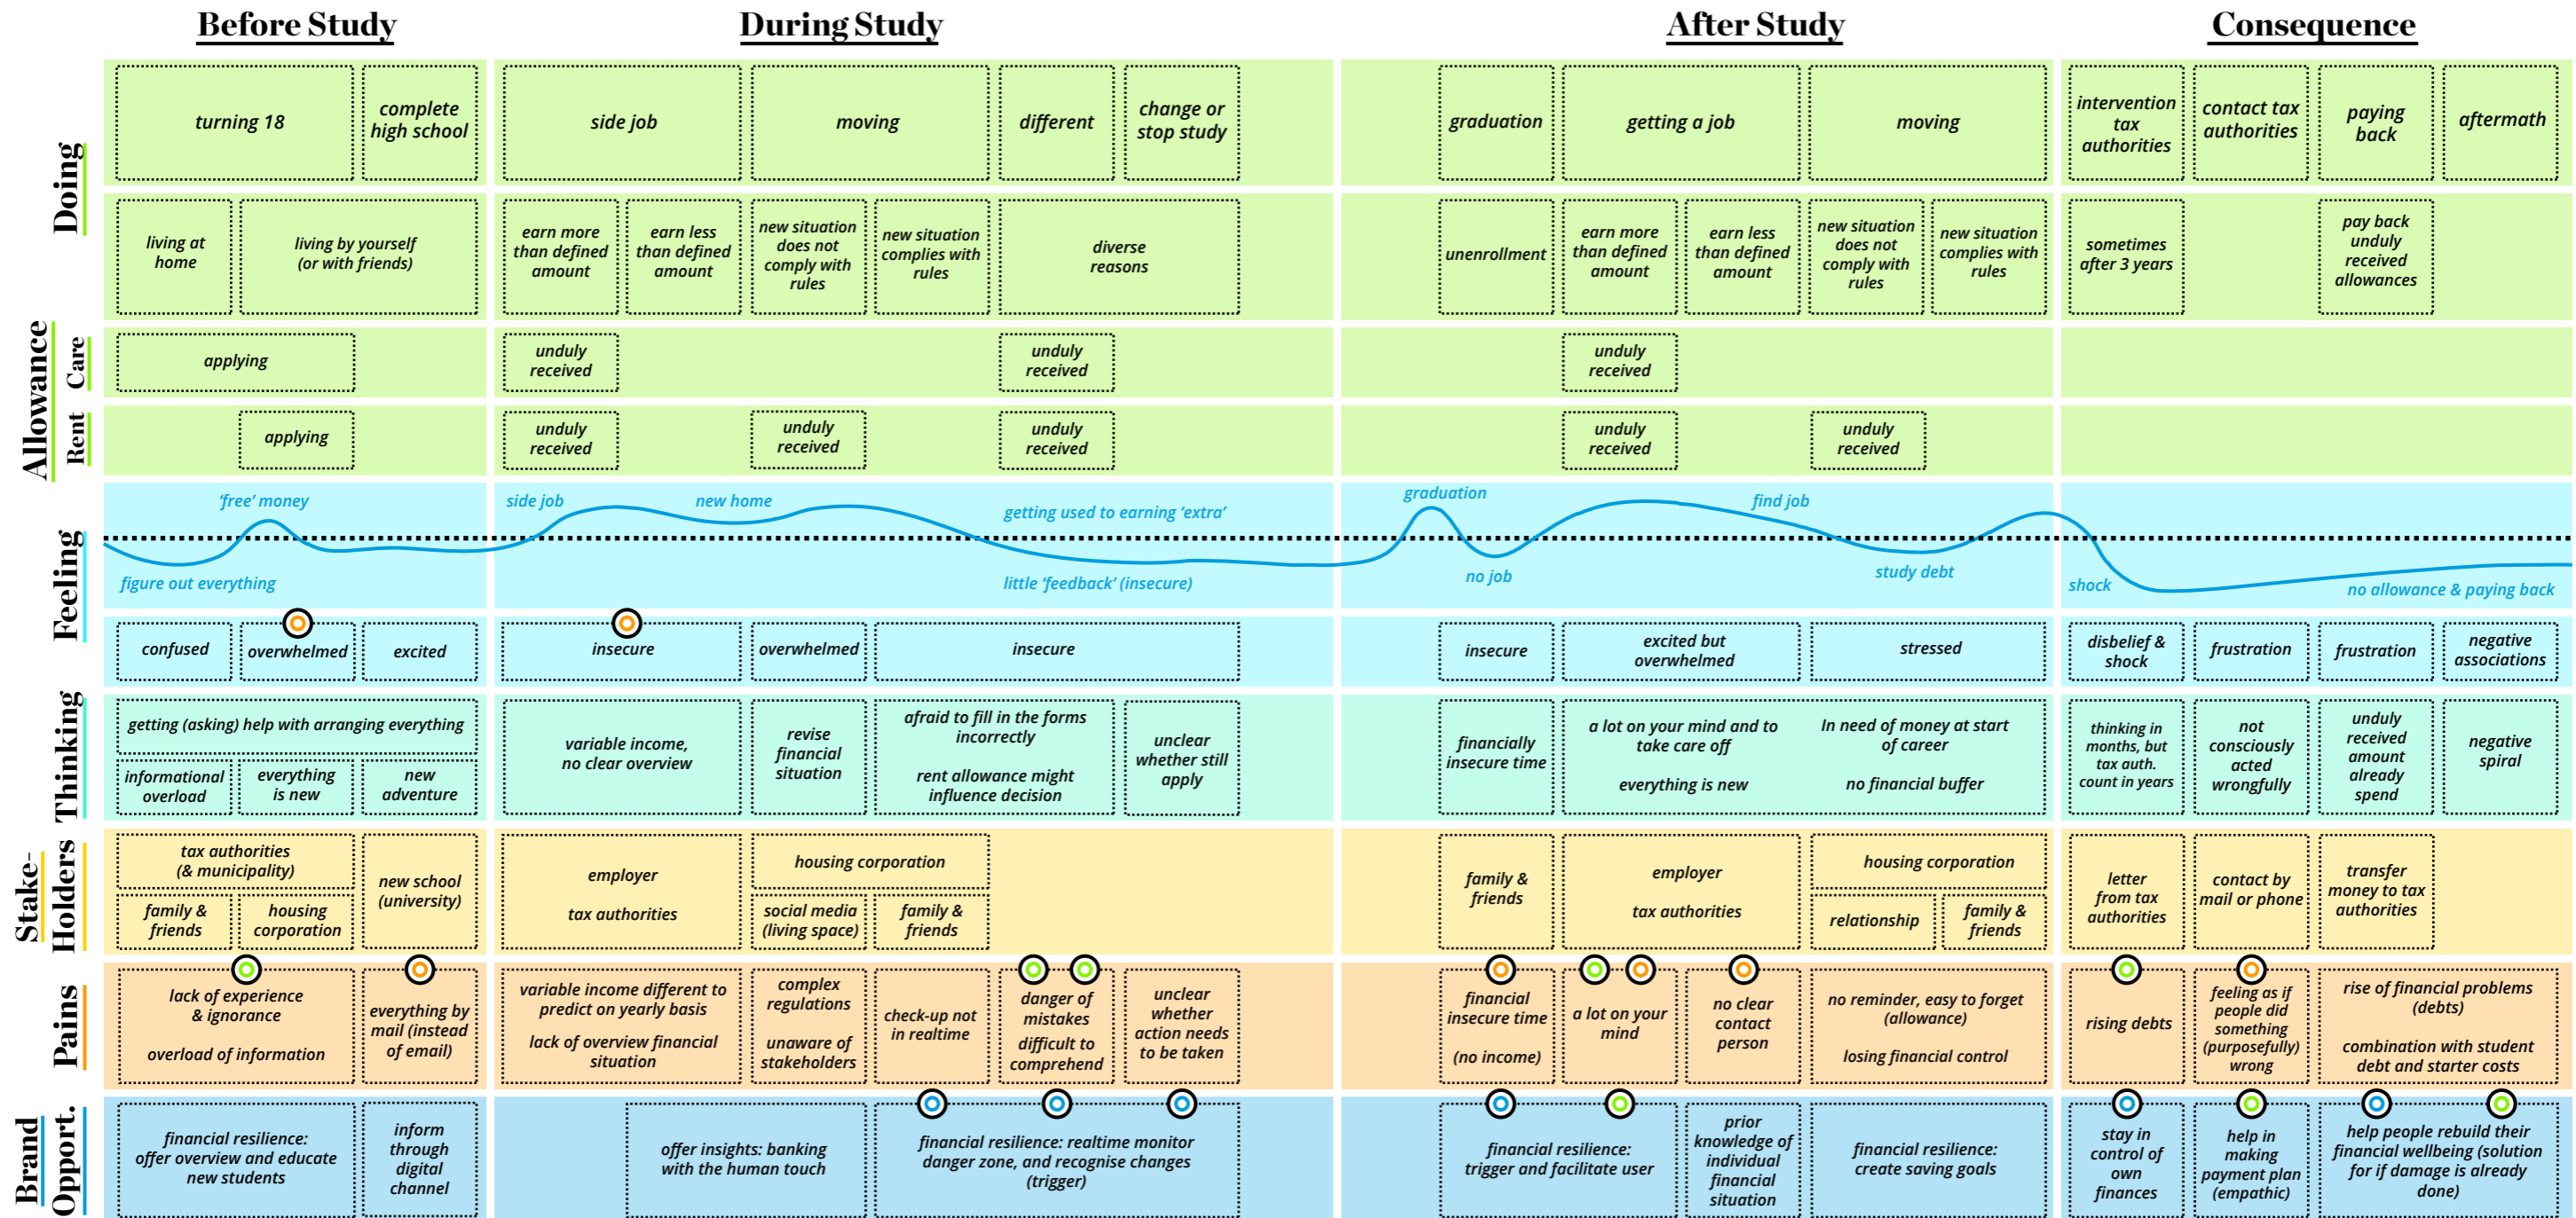 Before Study
During Study
After Study
Consequence
Doing
turning 18
complete
high school
side job
moving
different
change or
stop study
graduation
getting a job
moving
intervention
tax
authorities
contact tax
authorities
paying
back
aftermath
living at
home
living by yourself
(or with friends)
earn more
than defined
amount
earn less
than defined
amount
new situation
does not
comply with
rules
new situation
complies with
rules
diverse
reasons
unenrollment
earn more
than defined
amount
earn less
than defined
amount
new situation
does not
comply with
rules
new situation
complies with
rules
sometimes
after 3 years
pay back
unduly
received
allowances
Allowance
Care
applying
unduly
received
unduly
received
unduly
received
Rent
applying
unduly
received
unduly
received
unduly
received
unduly
received
unduly
received
Feeling
figure out everything
‘free’ money
side job
new home
getting used to earning ‘extra’
little ‘feedback’ (insecure)
graduation
no job
find job
study debt
shock
no allowance & paying back
confused
overwhelmed
excited
insecure
overwhelmed
insecure
insecure
excited but
overwhelmed
stressed
disbelief &
shock
frustration
frustration
negative
associations
Thinking
getting (asking) help with arranging everything
informational
overload
everything
is new
new
adventure
variable income,
no clear overview
revise
financial
situation
afraid to fill in the forms
incorrectly
rent allowance might
influence decision
unclear
whether still
apply
financially
insecure time
a lot on your mind and to
take care off
everything is new
In need of money at start
of career
no financial buffer
thinking in
months, but
tax auth.
count in years
not
consciously
acted
wrongfully
unduly
received
amount
already
spend
negative
spiral
Stake-
Holders
tax authorities
(& municipality)
family &
friends
housing
corporation
new school
(university)
employer
tax authorities
housing corporation
social media
(living space)
family &
friends
family &
friends
employer
tax authorities
housing corporation
relationship
family &
friends
letter
from tax
authorities
contact by
mail or phone
transfer
money to tax
authorities
Pains
lack of experience
& ignorance
overload of information
everything by
mail (instead
of email)
variable income different to
predict on yearly basis
lack of overview financial
situation
complex
regulations
unaware of
stakeholders
check-up not
in realtime
danger of
mistakes
difficult to
comprehend
unclear
whether
action needs
to be taken
financial
insecure time
(no income)
a lot on your
mind
no clear
contact
person
no reminder, easy to forget
(allowance)
losing financial control
rising debts
feeling as if
people did
something
(purposefully)
wrong
rise of financial problems
(debts)
combination with student
debt and starter costs
Brand
Opport.
financial resilience:
offer overview and educate
new students
inform
through
digital
channel
offer insights: banking
with the human touch
financial resilience: realtime monitor
danger zone, and recognise changes
(trigger)
financial resilience:
trigger and facilitate user
prior
knowledge of
individual
financial
situation
financial resilience:
create saving goals
stay in
control of
own
finances
help in
making
payment plan
(empathic)
help people rebuild their
financial wellbeing (solution
for if damage is already
done)